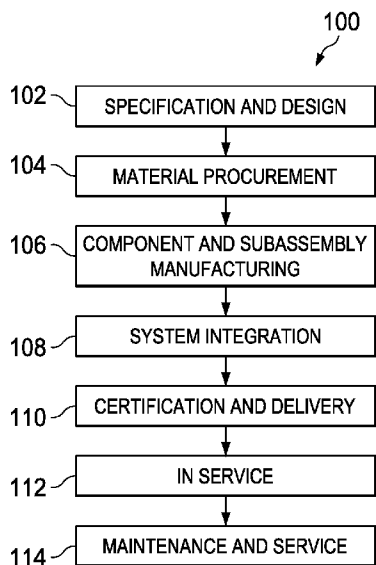 100
102
SPECIFICATION AND DESIGN
104
MATERIAL PROCUREMENT
106
COMPONENT AND SUBASSEMBLY
MANUFACTURING
108
SYSTEM INTEGRATION
110
CERTIFICATION AND DELIVERY
112
IN SERVICE
114
MAINTENANCE AND SERVICE